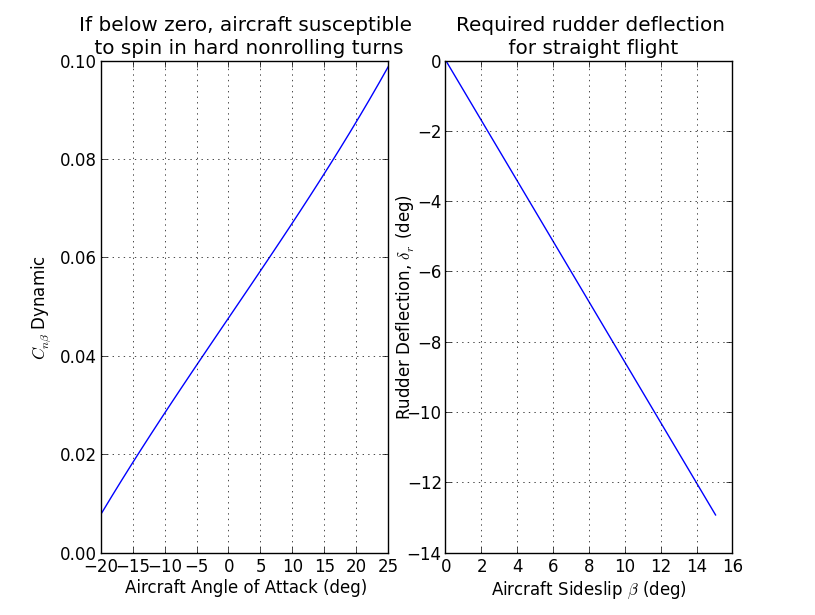 If below zero, aircraft susceptible
to spin in hard nonrolling turns
0.10
0.08
0.06
0.04
0.02
0.00
C_{nβ} Dynamic
−20 −15 −10 −5 0 5 10 15 20 25
Aircraft Angle of Attack (deg)
Required rudder deflection
for straight flight
0
−2
−4
−6
−8
−10
−12
−14
Rudder Deflection, δ_r (deg)
0 2 4 6 8 10 12 14 16
Aircraft Sideslip β (deg)